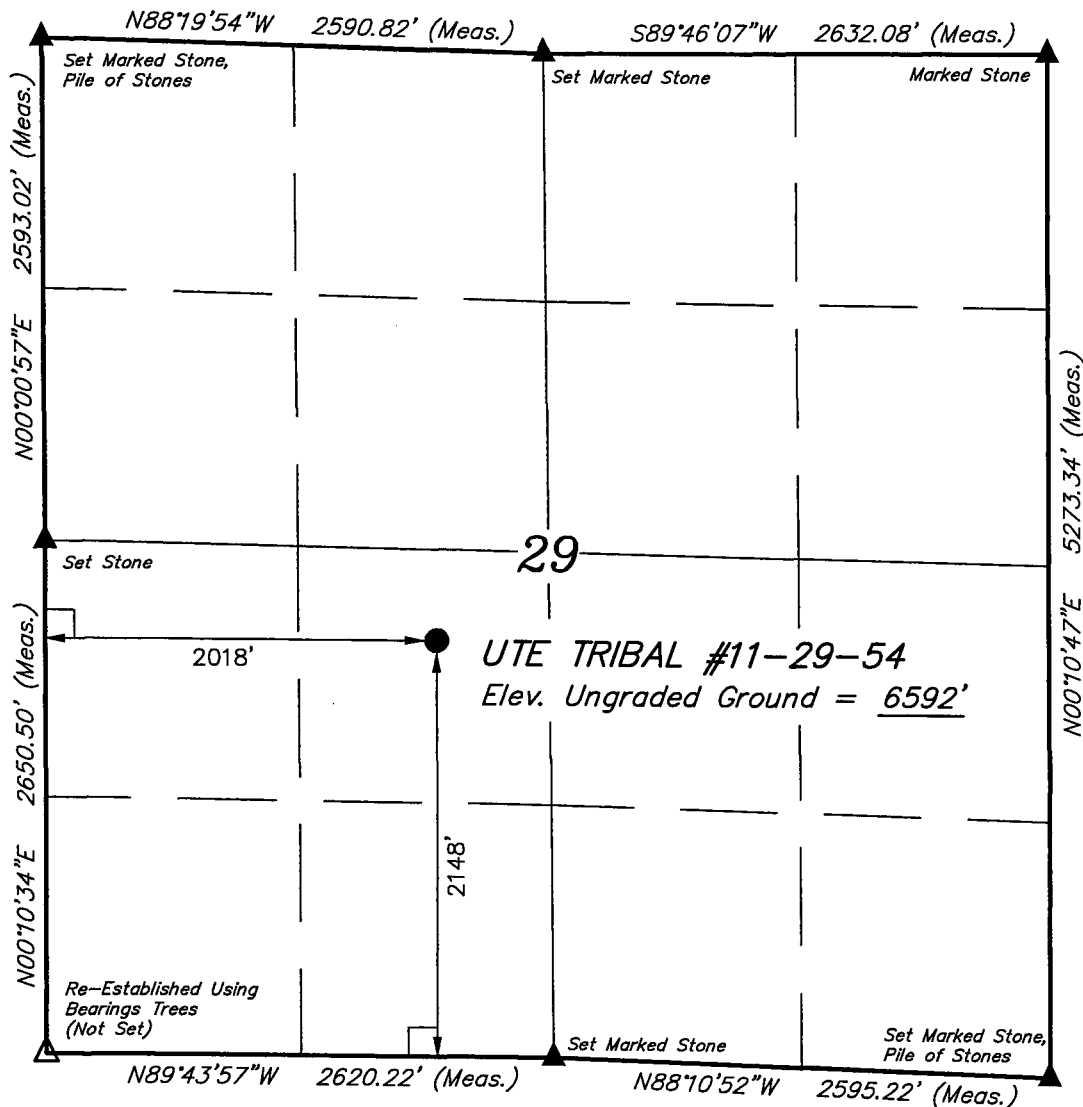 N88°19'54"W 2590.82' (Meas.)
S89°46'07"W 2632.08' (Meas.)
Set Marked Stone,
Pile of Stones
Set Marked Stone
Marked Stone
N00°00'57"E 2593.02' (Meas.)
N00°10'47"E 5273.34' (Meas.)
29
Set Stone
2018'
UTE TRIBAL #11-29-54
Elev. Ungraded Ground = 6592'
N00°10'34"E 2650.50' (Meas.)
2148'
Re-Established Using
Bearings Trees
(Not Set)
Set Marked Stone
Set Marked Stone,
Pile of Stones
N89°43'57"W 2620.22' (Meas.)
N88°10'52"W 2595.22' (Meas.)